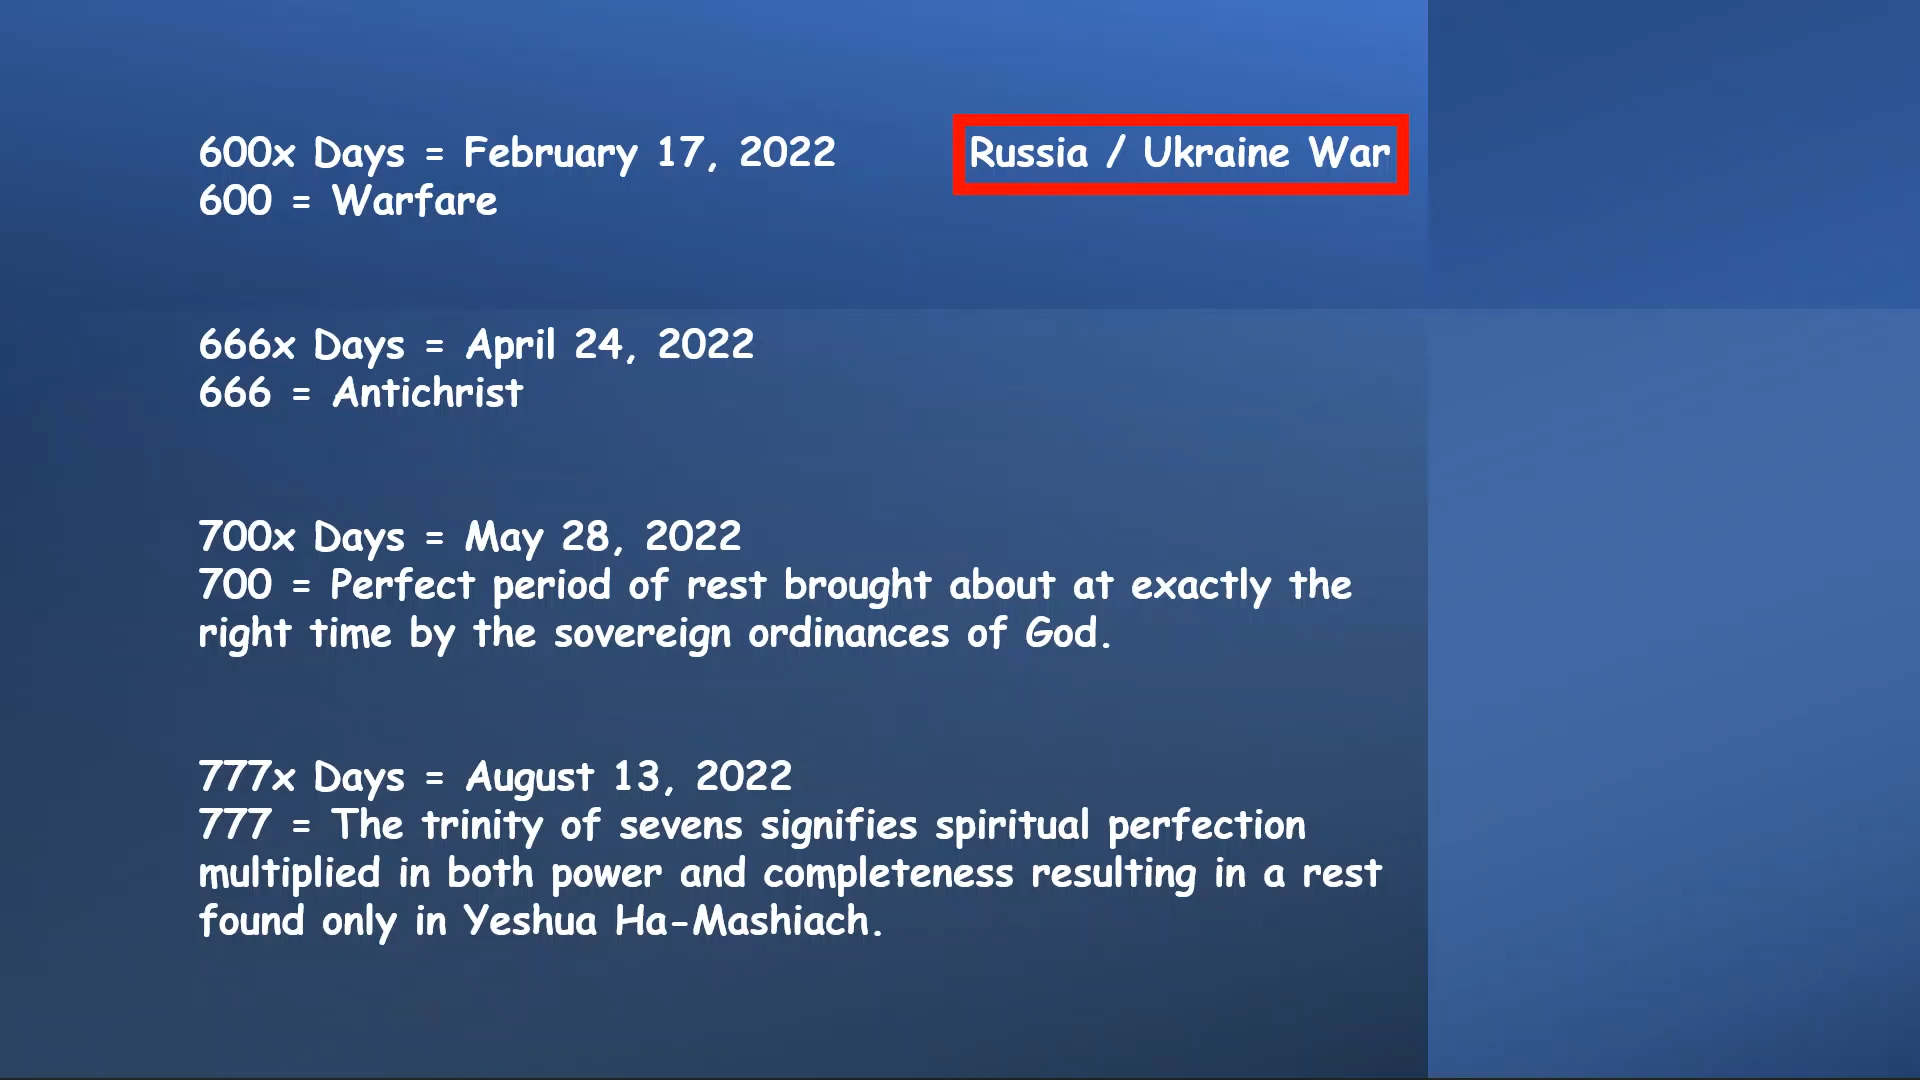 600x Days = February 17, 2022 Russia / Ukraine War
600 = Warfare
666x Days = April 24, 2022
666 = Antichrist
700x Days = May 28, 2022
700 = Perfect period of rest brought about at exactly the
right time by the sovereign ordinances of God.
777x Days = August 13, 2022
777 = The trinity of sevens signifies spiritual perfection
multiplied in both power and completeness resulting in a rest
found only in Yeshua Ha-Mashiach.